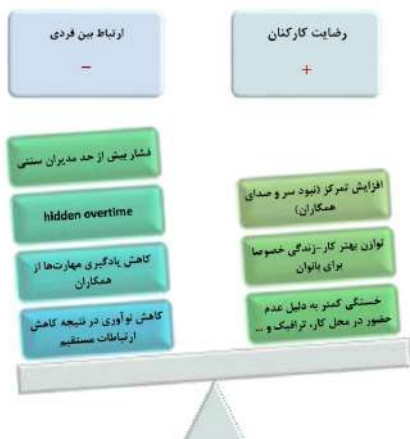 ارتباط بین فردی
–
رضایت کارکنان
+
فشار بیش از حد مدیران سنتی
hidden overtime
کاهش یادگیری مهارت‌ها از
همکاران
کاهش نوآوری در نتیجه کاهش
ارتباطات مستقیم
افزایش تمرکز (نبود سر و صدای
همکاران)
توازن بهتر کار-زندگی خصوصا
برای بانوان
خستگی کمتر به دلیل عدم
حضور در محل کار، ترافیک و ...